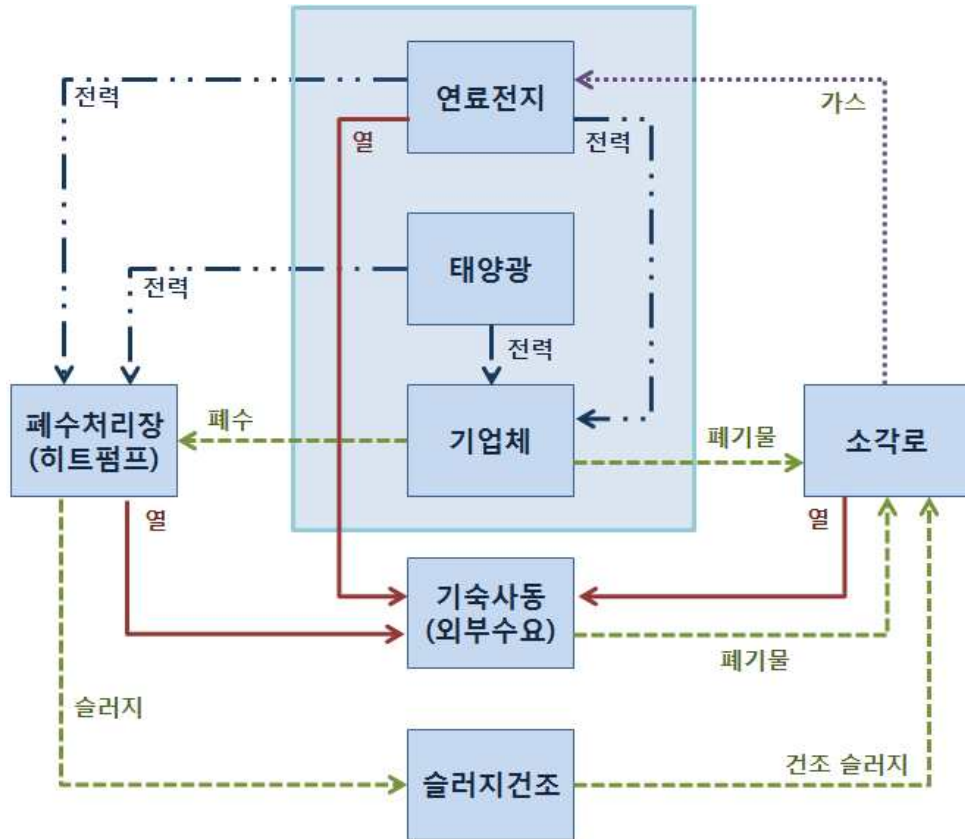 연료전지
전력
열
전력
가스
태양광
전력
전력
폐수처리장
(히트펌프)
폐수
기업체
폐기물
소각로
열
열
기숙사동
(외부수요)
폐기물
슬러지
슬러지건조
건조 슬러지